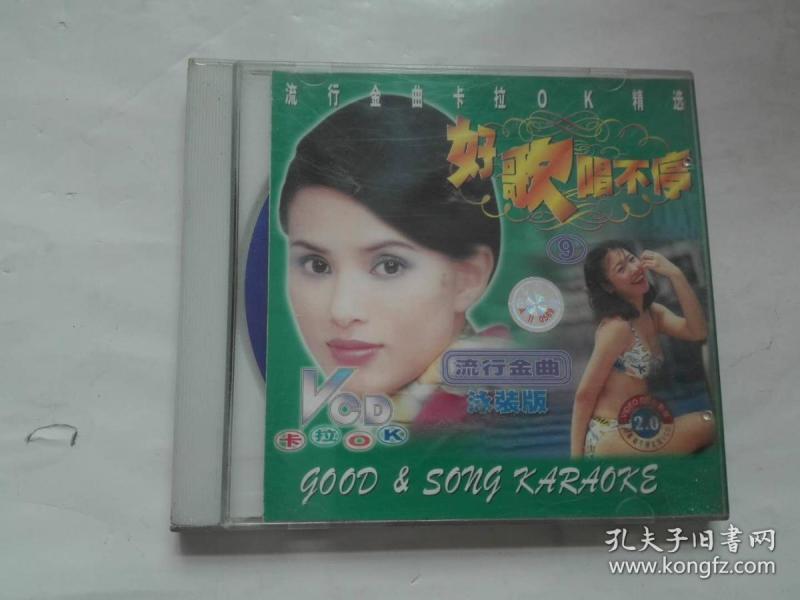 流行金曲卡拉OK精选
好歌唱不停
9
流行金曲
泳装版
VCD
卡拉OK
2.0
GOOD & SONG KARAOKE
孔夫子旧書网
www.kongfz.com